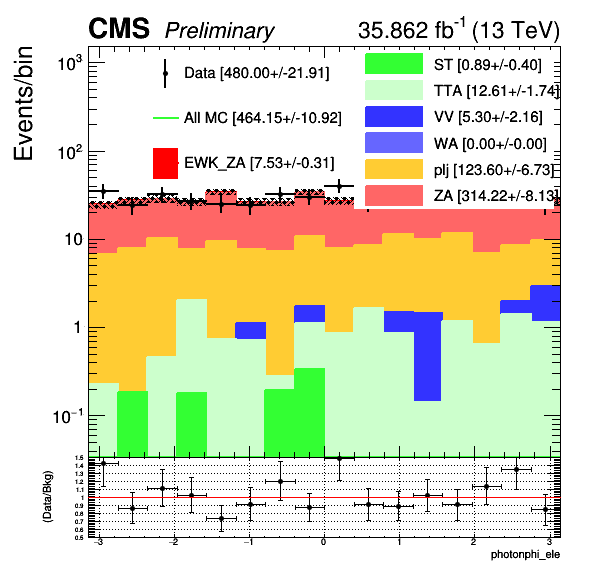 CMS Preliminary 35.862 fb⁻¹ (13 TeV)
Events/bin
10³
10²
10
1
10⁻¹
Data [480.00+/-21.91]
All MC [464.15+/-10.92]
EWK_ZA [7.53+/-0.31]
ST [0.89+/-0.40]
TTA [12.61+/-1.74]
VV [5.30+/-2.16]
WA [0.00+/-0.00]
plj [123.60+/-6.73]
ZA [314.22+/-8.13]
(Data/Bkg)
1.5
1.4
1.3
1.2
1.1
1
0.9
0.8
0.7
0.6
0.5
−3 −2 −1 0 1 2 3
photonphi_ele